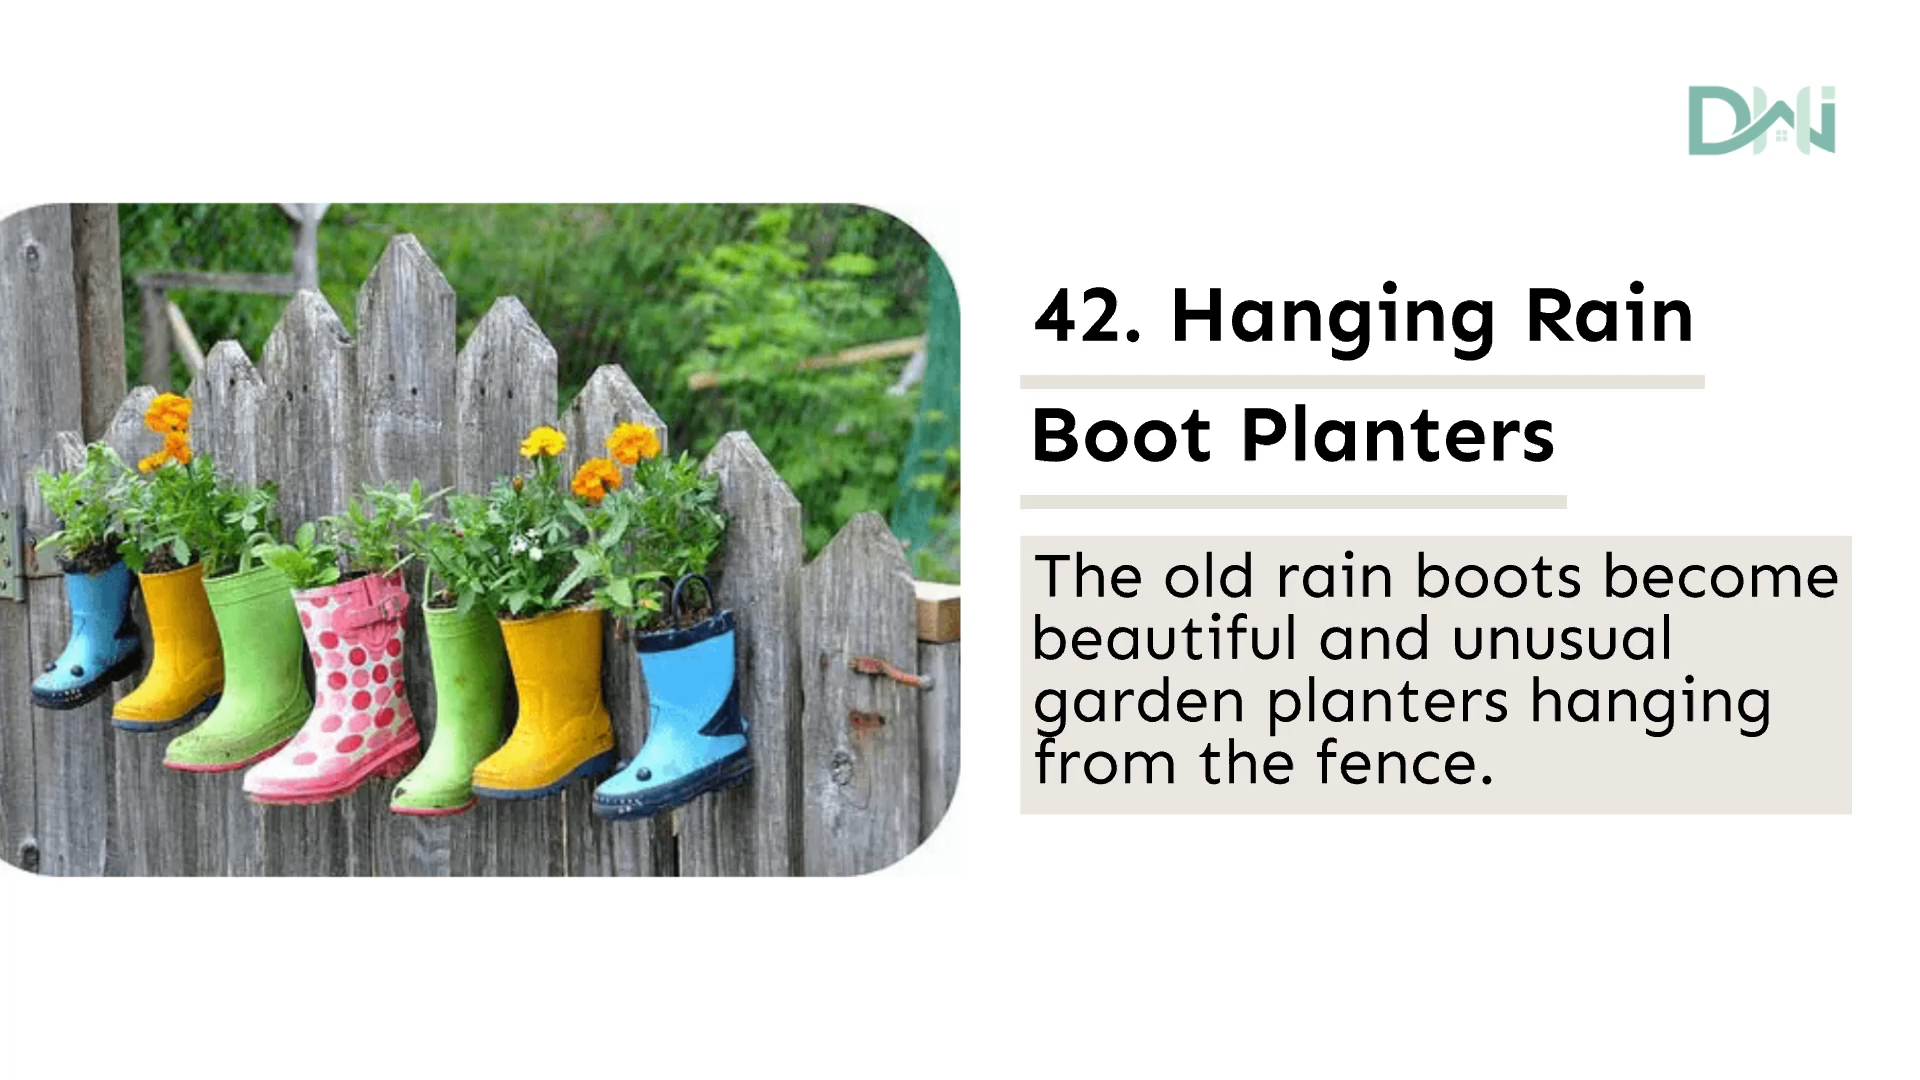 DHI
42. Hanging Rain
Boot Planters
The old rain boots become
beautiful and unusual
garden planters hanging
from the fence.